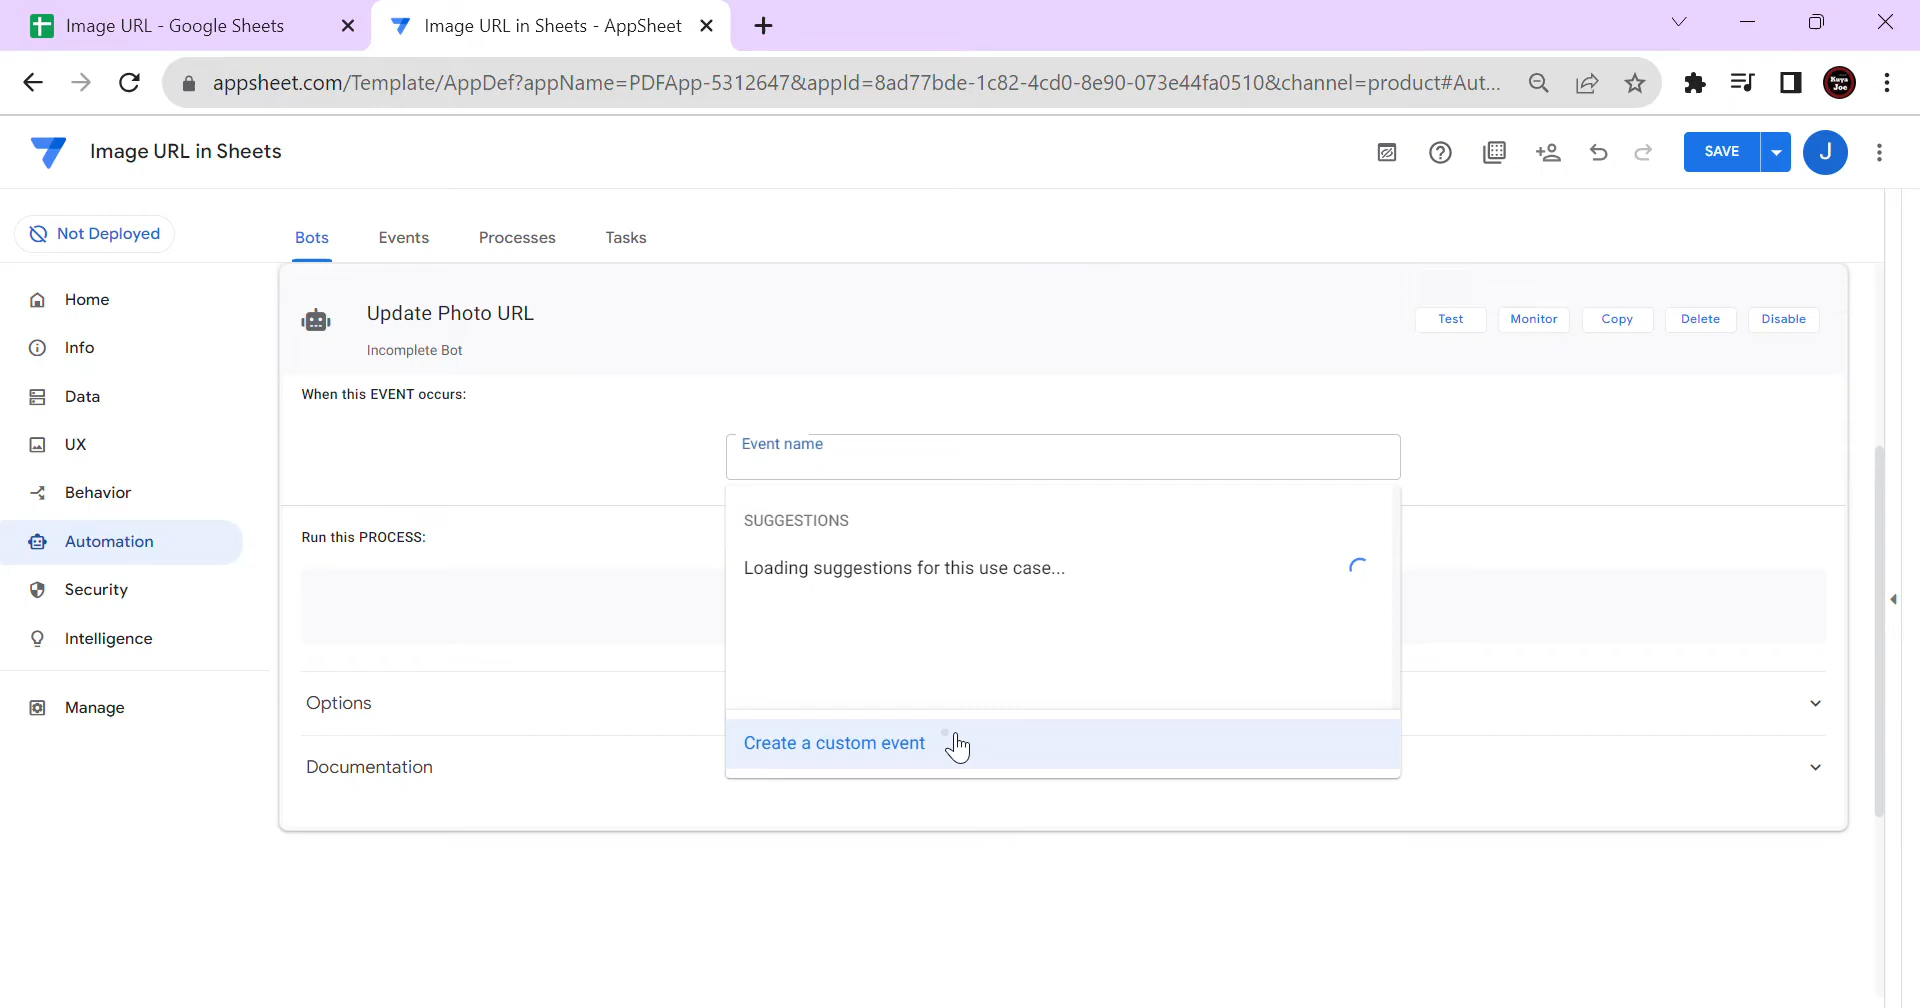 Image URL - Google Sheets
Image URL in Sheets - AppSheet
appsheet.com/Template/AppDef?appName=PDFApp-5312647&appId=8ad77bde-1c82-4cd0-8e90-073e44fa0510&channel=product#Aut...
Kuya Joe
Image URL in Sheets
SAVE
J
Not Deployed
Bots
Events
Processes
Tasks
Home
Info
Data
UX
Behavior
Automation
Security
Intelligence
Manage
Update Photo URL
Incomplete Bot
Test
Monitor
Copy
Delete
Disable
When this EVENT occurs:
Event name
SUGGESTIONS
Loading suggestions for this use case...
Create a custom event
Run this PROCESS:
Options
Documentation